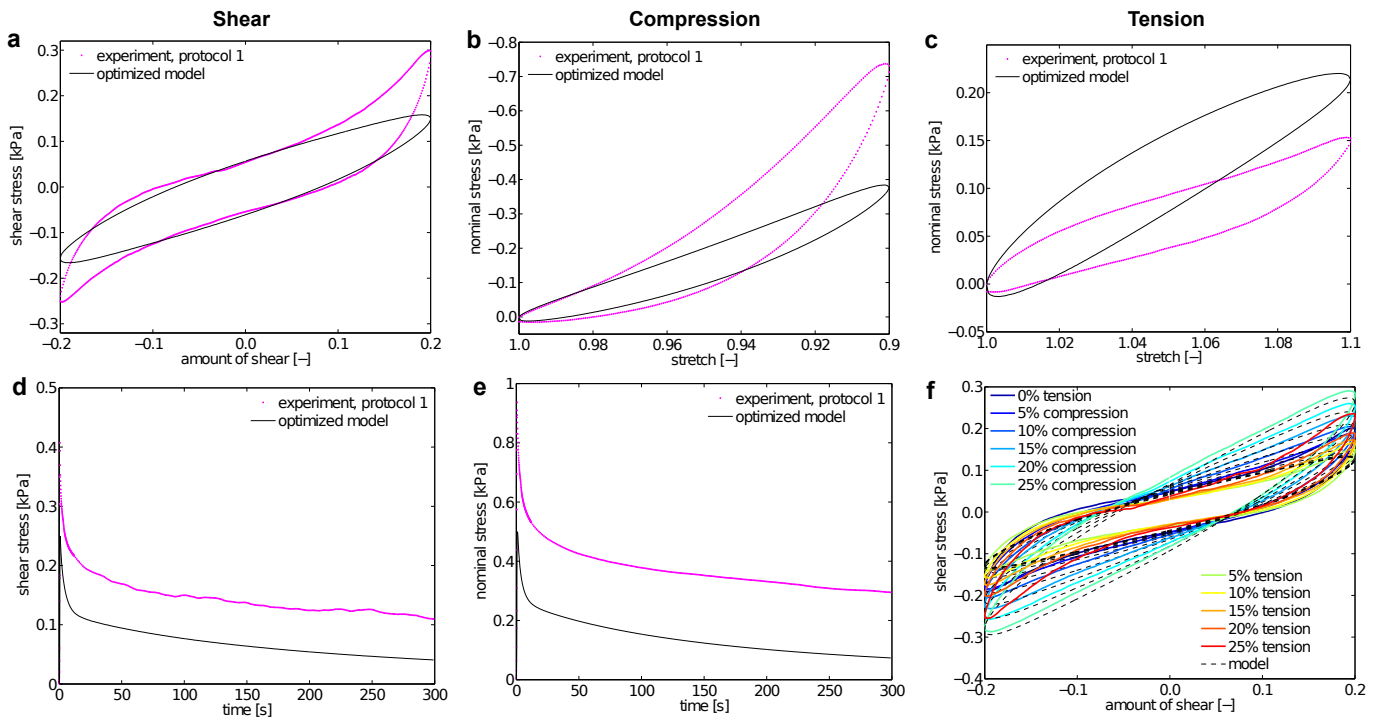 Shear
Compression
Tension
a
0.3
0.2
0.1
0.0
−0.1
−0.2
−0.3
shear stress [kPa]
experiment, protocol 1
optimized model
−0.2
−0.1
0.0
0.1
0.2
amount of shear [−]
b
−0.8
−0.7
−0.6
−0.5
−0.4
−0.3
−0.2
−0.1
0.0
nominal stress [kPa]
experiment, protocol 1
optimized model
1.0
0.98
0.96
0.94
0.92
0.9
stretch [−]
c
0.20
0.15
0.10
0.05
0.00
−0.05
nominal stress [kPa]
experiment, protocol 1
optimized model
1.0
1.02
1.04
1.06
1.08
1.1
stretch [−]
d
0.5
0.4
0.3
0.2
0.1
0
shear stress [kPa]
experiment, protocol 1
optimized model
0
50
100
150
200
250
300
time [s]
e
1
0.8
0.6
0.4
0.2
0
nominal stress [kPa]
experiment, protocol 1
optimized model
0
50
100
150
200
250
300
time [s]
f
0.3
0.2
0.1
0.0
−0.1
−0.2
−0.3
−0.4
shear stress [kPa]
0% tension
5% compression
10% compression
15% compression
20% compression
25% compression
5% tension
10% tension
15% tension
20% tension
25% tension
model
−0.2
−0.1
0.0
0.1
0.2
amount of shear [−]